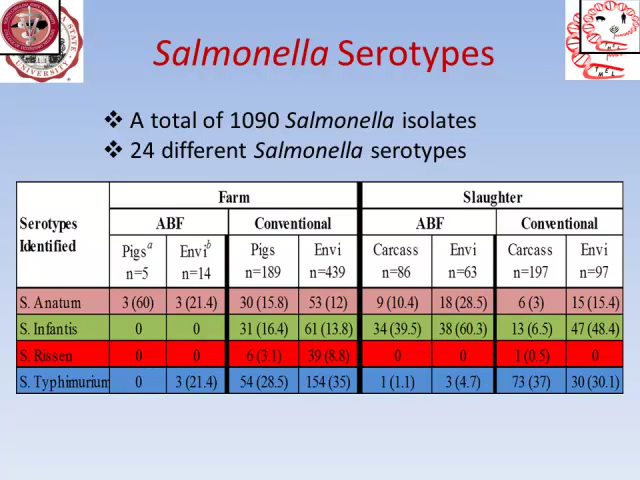 Salmonella Serotypes
❖ A total of 1090 Salmonella isolates
❖ 24 different Salmonella serotypes
Serotypes Identified | Farm | Slaughter
ABF | Conventional | ABF | Conventional
Pigs a n=5 | Envi b n=14 | Pigs n=189 | Envi n=439 | Carcass n=86 | Envi n=63 | Carcass n=197 | Envi n=97
S. Anatum | 3 (60) | 3 (21.4) | 30 (15.8) | 53 (12) | 9 (10.4) | 18 (28.5) | 6 (3) | 15 (15.4)
S. Infantis | 0 | 0 | 31 (16.4) | 61 (13.8) | 34 (39.5) | 38 (60.3) | 13 (6.5) | 47 (48.4)
S. Rissen | 0 | 0 | 6 (3.1) | 39 (8.8) | 0 | 0 | 1 (0.5) | 0
S. Typhimurium | 0 | 3 (21.4) | 54 (28.5) | 154 (35) | 1 (1.1) | 3 (4.7) | 73 (37) | 30 (30.1)